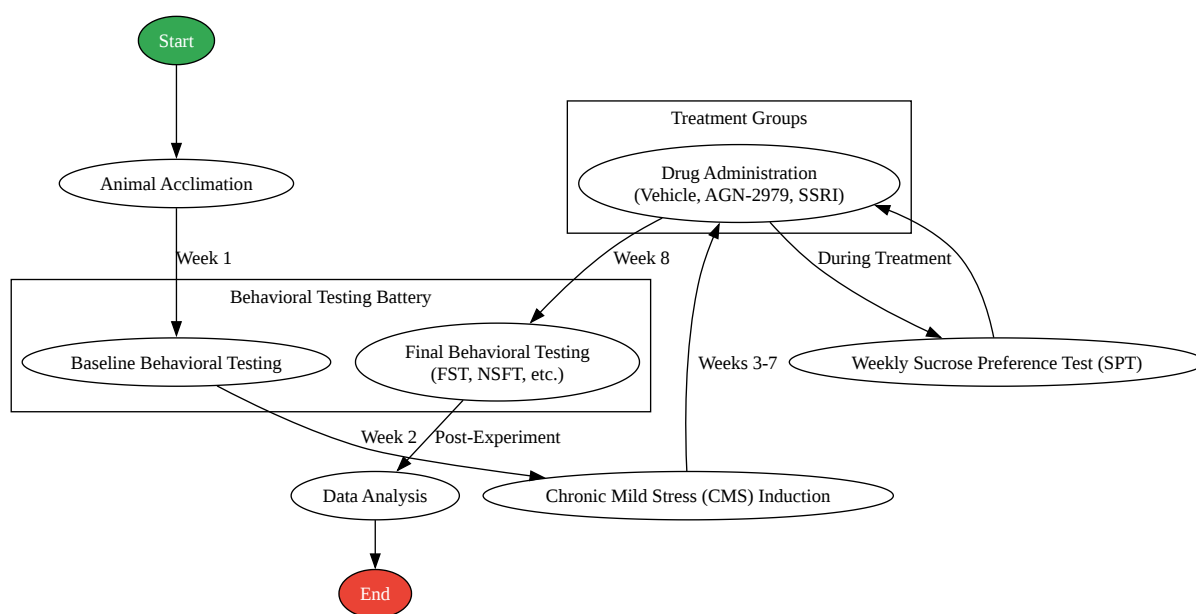 Start
Treatment Groups
Drug Administration
(Vehicle, AGN-2979, SSRI)
Animal Acclimation
Week 1
Week 8
During Treatment
Behavioral Testing Battery
Baseline Behavioral Testing
Final Behavioral Testing
(FST, NSFT, etc.)
Weeks 3-7
Weekly Sucrose Preference Test (SPT)
Week 2
Post-Experiment
Data Analysis
Chronic Mild Stress (CMS) Induction
End